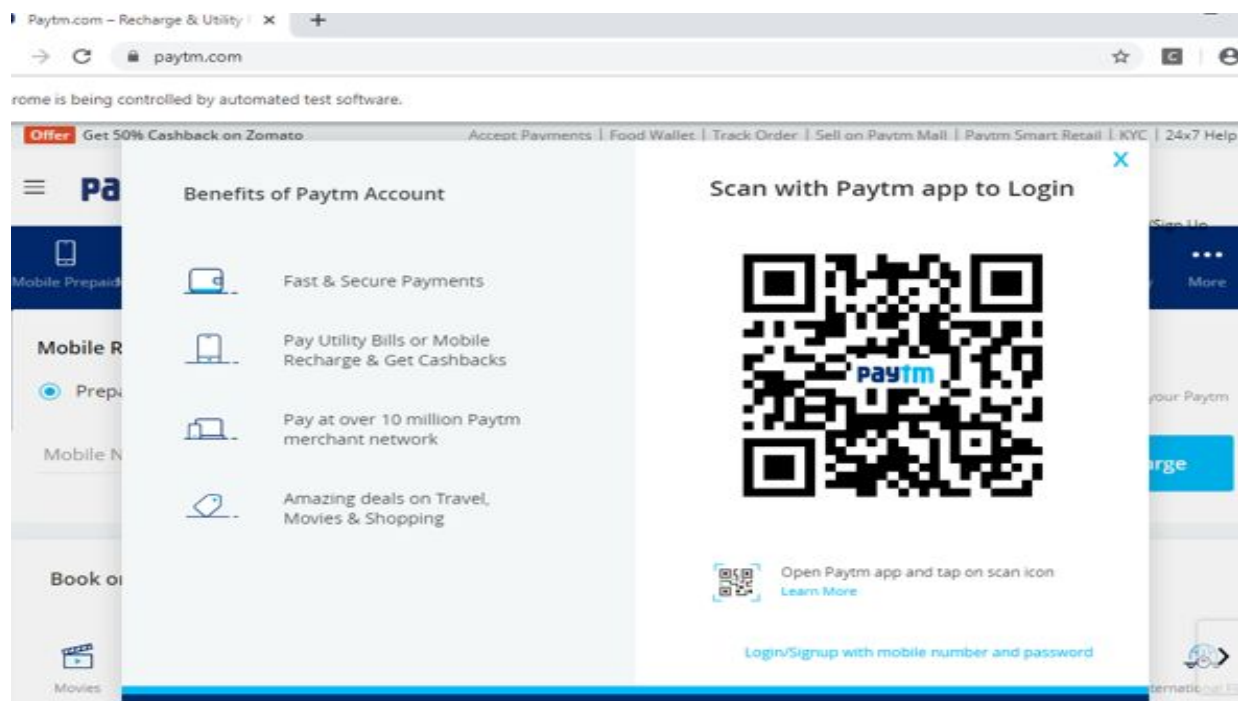 Paytm.com – Recharge & Utility
paytm.com
rome is being controlled by automated test software.
Offer Get 50% Cashback on Zomato
Accept Payments | Food Wallet | Track Order | Sell on Paytm Mall | Paytm Smart Retail | KYC | 24x7 Help
Pa
Benefits of Paytm Account
Scan with Paytm app to Login
X
/Sign Up
Mobile Prepaid
More
Fast & Secure Payments
Pay Utility Bills or Mobile
Recharge & Get Cashbacks
Paytm
Mobile R
Prepa
your Paytm
Pay at over 10 million Paytm
merchant network
Mobile N
arge
Amazing deals on Travel,
Movies & Shopping
Book on
Open Paytm app and tap on scan icon
Learn More
Login/Signup with mobile number and password
Movies